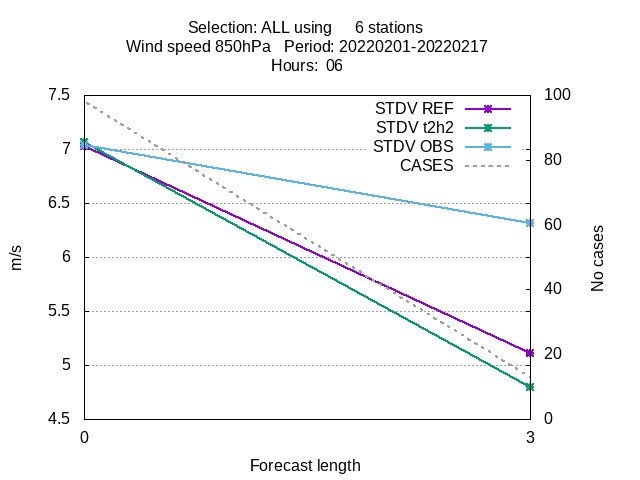 Selection: ALL using     6 stations
Wind speed 850hPa   Period: 20220201-20220217
Hours:  06
7.5
7
6.5
6
5.5
5
4.5
100
80
60
40
20
0
STDV REF
STDV t2h2
STDV OBS
CASES
m/s
No cases
0
3
Forecast length